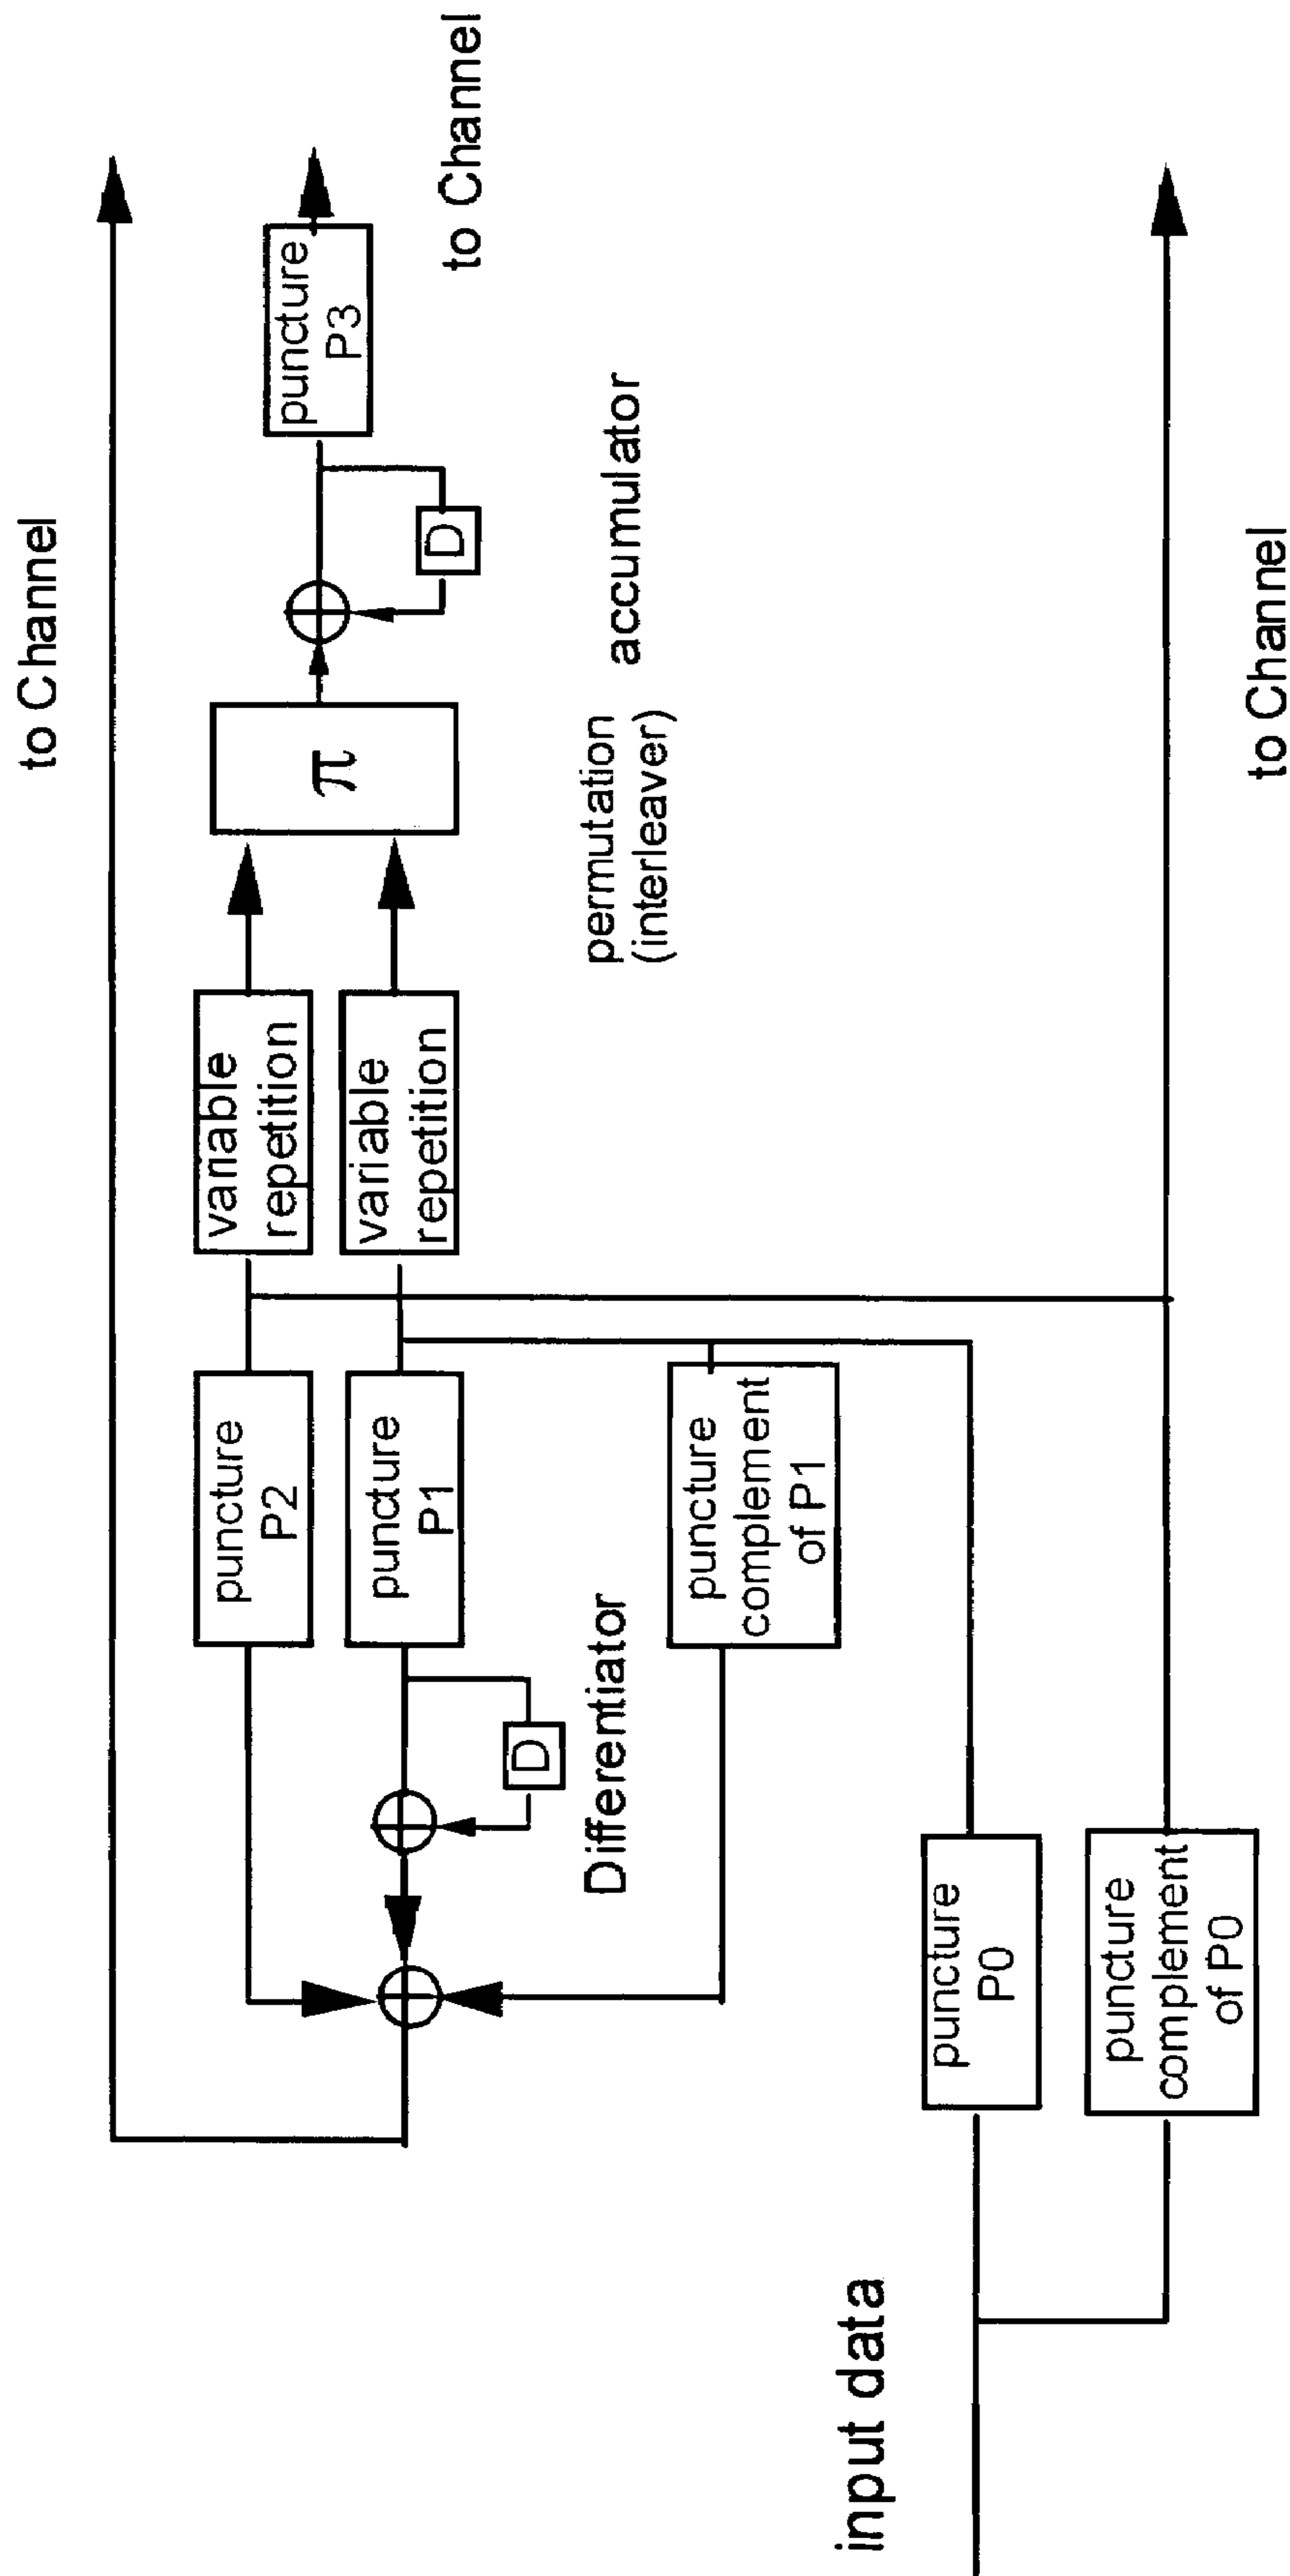 to Channel
puncture
P2
variable
repetition
π
puncture
P3
puncture
P1
variable
repetition
D
D
to Channel
Differentiator
permutation
(interleaver)
accumulator
puncture
complement
of P1
input data
puncture
P0
puncture
complement
of P0
to Channel